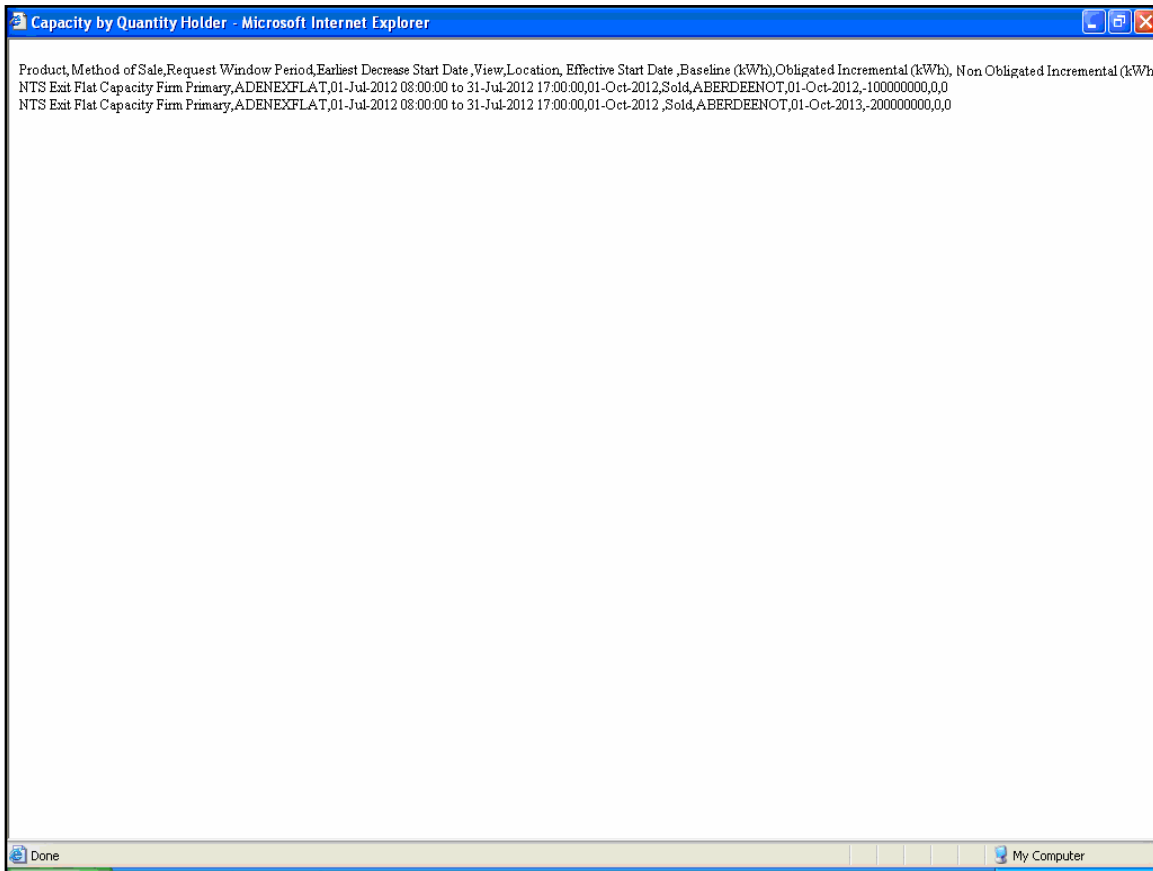 Capacity by Quantity Holder - Microsoft Internet Explorer
Product,Method of Sale,Request Window Period,Earliest Decrease Start Date ,View,Location, Effective Start Date ,Baseline (kWh),Obligated Incremental (kWh), Non Obligated Incremental (kWh
NTS Exit Flat Capacity Firm Primary,ADENEXFLAT,01-Jul-2012 08:00:00 to 31-Jul-2012 17:00:00,01-Oct-2012,Sold,ABERDEENOT,01-Oct-2012,-100000000,0,0
NTS Exit Flat Capacity Firm Primary,ADENEXFLAT,01-Jul-2012 08:00:00 to 31-Jul-2012 17:00:00,01-Oct-2012 ,Sold,ABERDEENOT,01-Oct-2013,-200000000,0,0
Done
My Computer